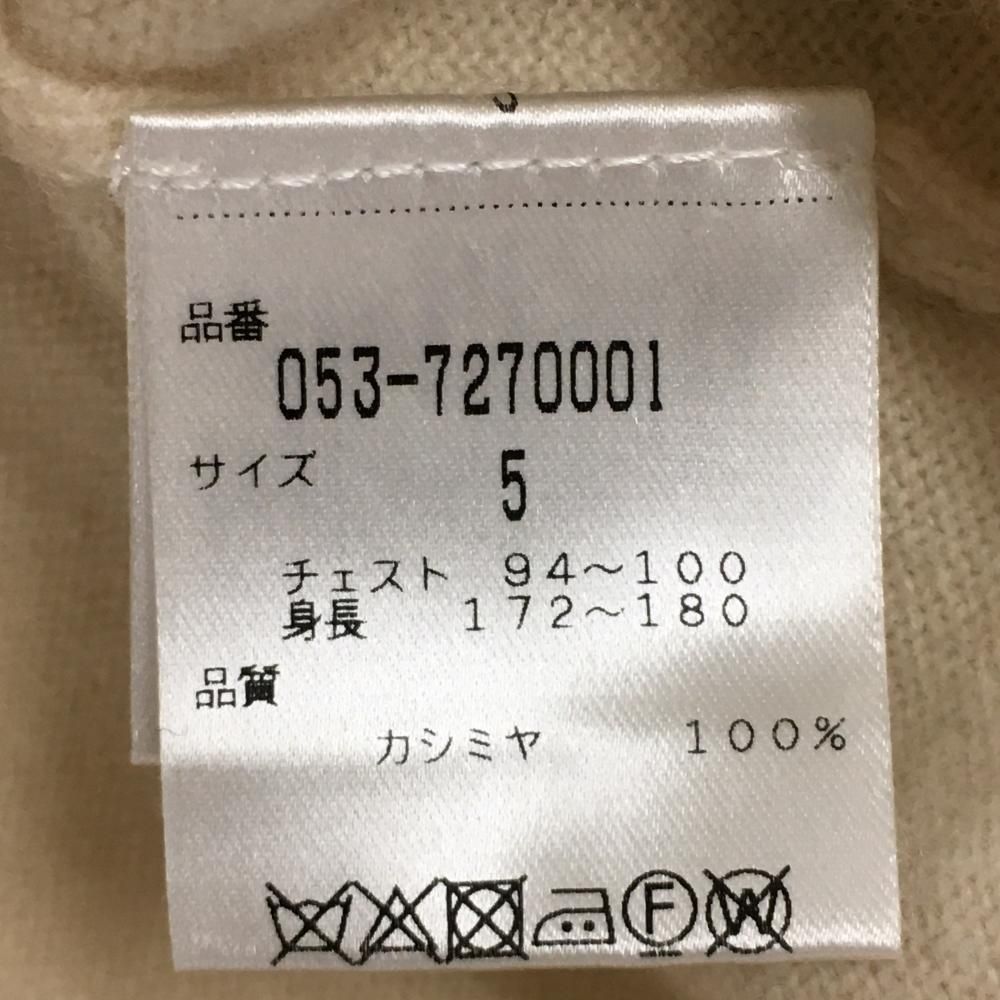 品番
053-7270001
サイズ 5
チェスト 94〜100
身長 172〜180
品質
カシミヤ 100%
F W